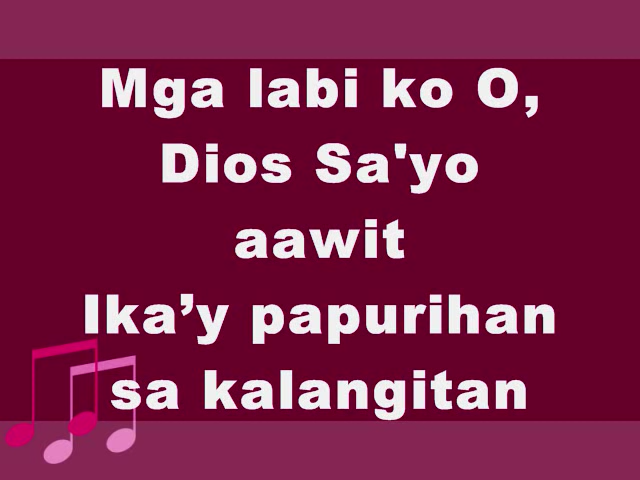 Mga labi ko O,
Dios Sa'yo
aawit
Ika’y papurihan
sa kalangitan